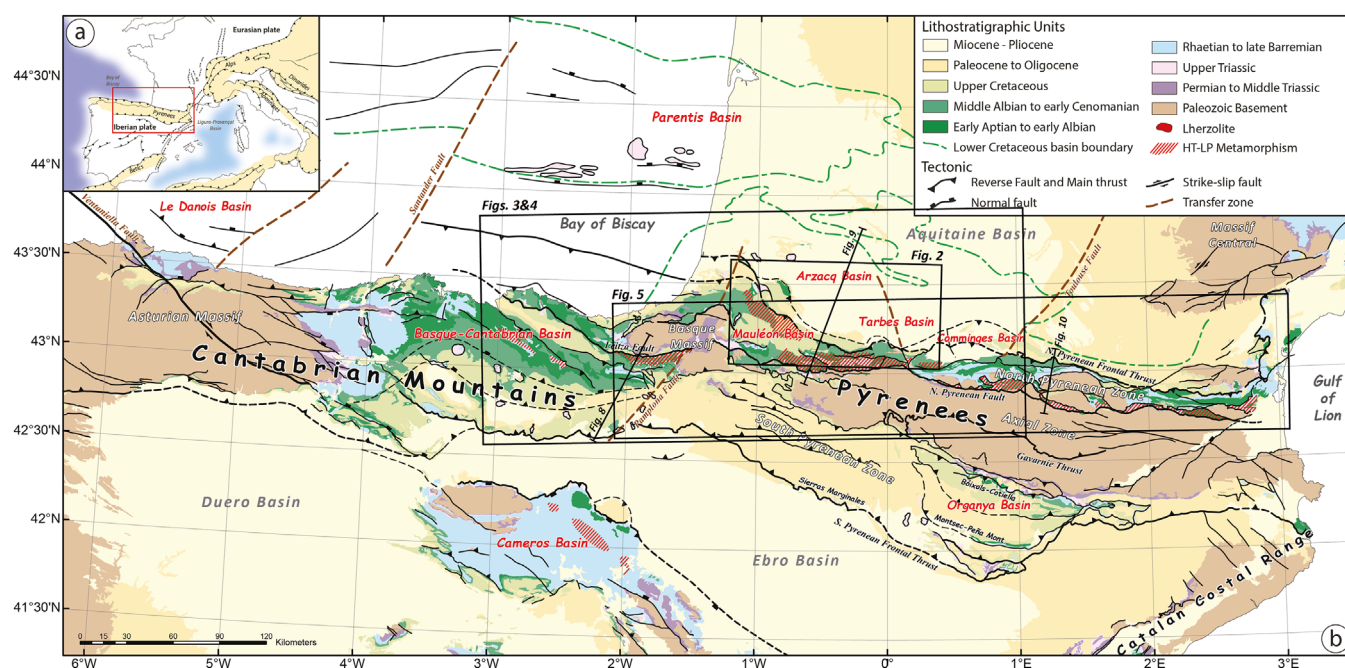 a
Eurasian plate
Bay of
Biscay
Alps
Dinarides
Apennines
Pyrenees
Iberian plate
Liguro-Provençal
Basin
Betics
Lithostratigraphic Units
Miocene - Pliocene
Paleocene to Oligocene
Upper Cretaceous
Middle Albian to early Cenomanian
Early Aptian to early Albian
Lower Cretaceous basin boundary
Rhaetian to late Barremian
Upper Triassic
Permian to Middle Triassic
Paleozoic Basement
Lherzolite
HT-LP Metamorphism
Tectonic
Reverse Fault and Main thrust
Normal fault
Strike-slip fault
Transfer zone
44°30'N
44°0'N
43°30'N
43°0'N
42°30'N
42°0'N
41°30'N
Parentis Basin
Santander Fault
Ventaniella Fault
Le Danois Basin
Figs. 3&4
Bay of Biscay
Aquitaine Basin
Massif
Central
Toulouse Fault
Fig. 9
Fig. 2
Arzacq Basin
Fig. 5
Tarbes Basin
Asturian Massif
Basque-Cantabrian Basin
Basque
Massif
Mauléon Basin
Comminges Basin
Fig. 10
Leitza Fault
N. Pyrenean Frontal Thrust
Cantabrian Mountains
North Pyrenean Zone
N. Pyrenean Fault
Pyrenees
Gulf
of
Lion
Pamplona Fault
Fig. 8
Axial Zone
South Pyrenean Zone
Gavarnie Thrust
Duero Basin
Sierras Marginales
Bóixols-Cotiella
Organya Basin
Montsec-Peña Mont
S. Pyrenean Frontal Thrust
Cameros Basin
Ebro Basin
Catalan Costal Range
0 15 30 60 90 120
Kilometers
b
6°W 5°W 4°W 3°W 2°W 1°W 0° 1°E 2°E 3°E